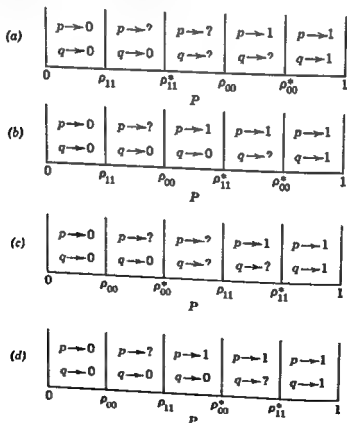 (a)
p→0 p→? p→? p→1 p→1
q→0 q→0 q→? q→? q→1
0 ρ11 ρ*11 ρ00 ρ*00 1
P
(b)
p→0 p→? p→1 p→1 p→1
q→0 q→0 q→0 q→? q→1
0 ρ11 ρ00 ρ*11 ρ*00 1
P
(c)
p→0 p→? p→? p→1 p→1
q→0 q→0 q→? q→? q→1
0 ρ00 ρ*00 ρ11 ρ*11 1
P
(d)
p→0 p→? p→1 p→1 p→1
q→0 q→0 q→0 q→? q→1
0 ρ00 ρ11 ρ*00 ρ*11 1
P